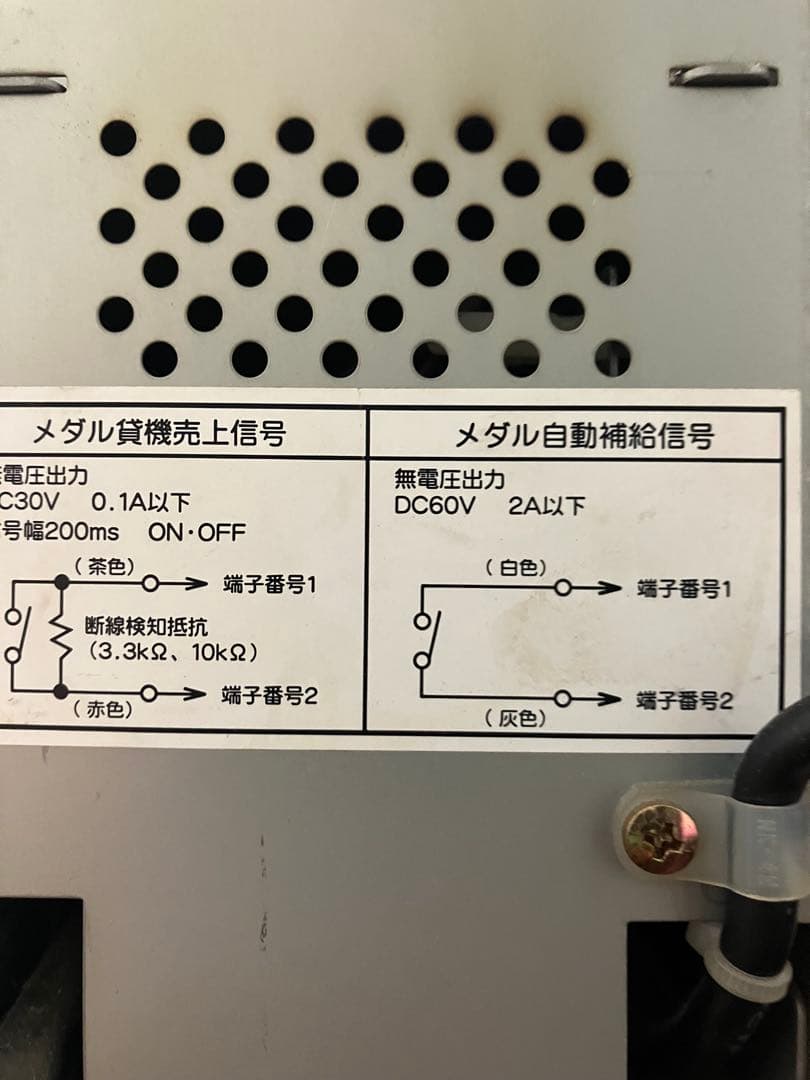 メダル貸機売上信号
電圧出力
C30V 0.1A以下
号幅200ms ON・OFF
(茶色)
端子番号1
断線検知抵抗
(3.3kΩ、10kΩ)
端子番号2
(赤色)
メダル自動補給信号
無電圧出力
DC60V 2A以下
(白色)
端子番号1
端子番号2
(灰色)